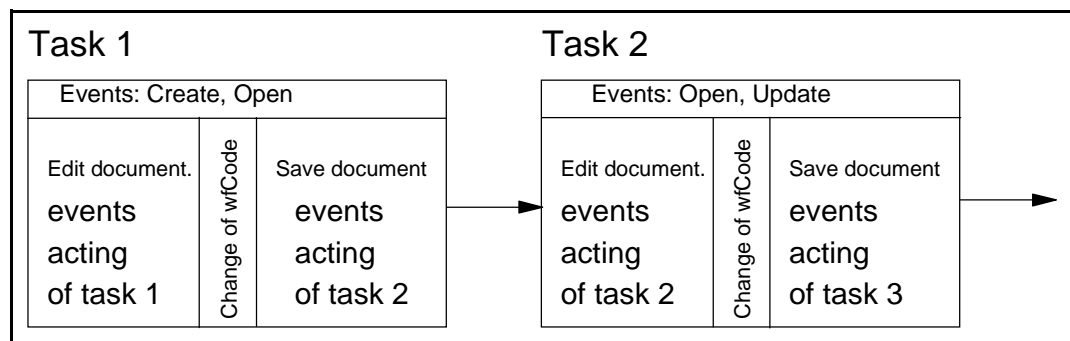 Task 1
Events: Create, Open
Edit document.
events
acting
of task 1
Change of wfCode
Save document
events
acting
of task 2
Task 2
Events: Open, Update
Edit document.
events
acting
of task 2
Change of wfCode
Save document
events
acting
of task 3